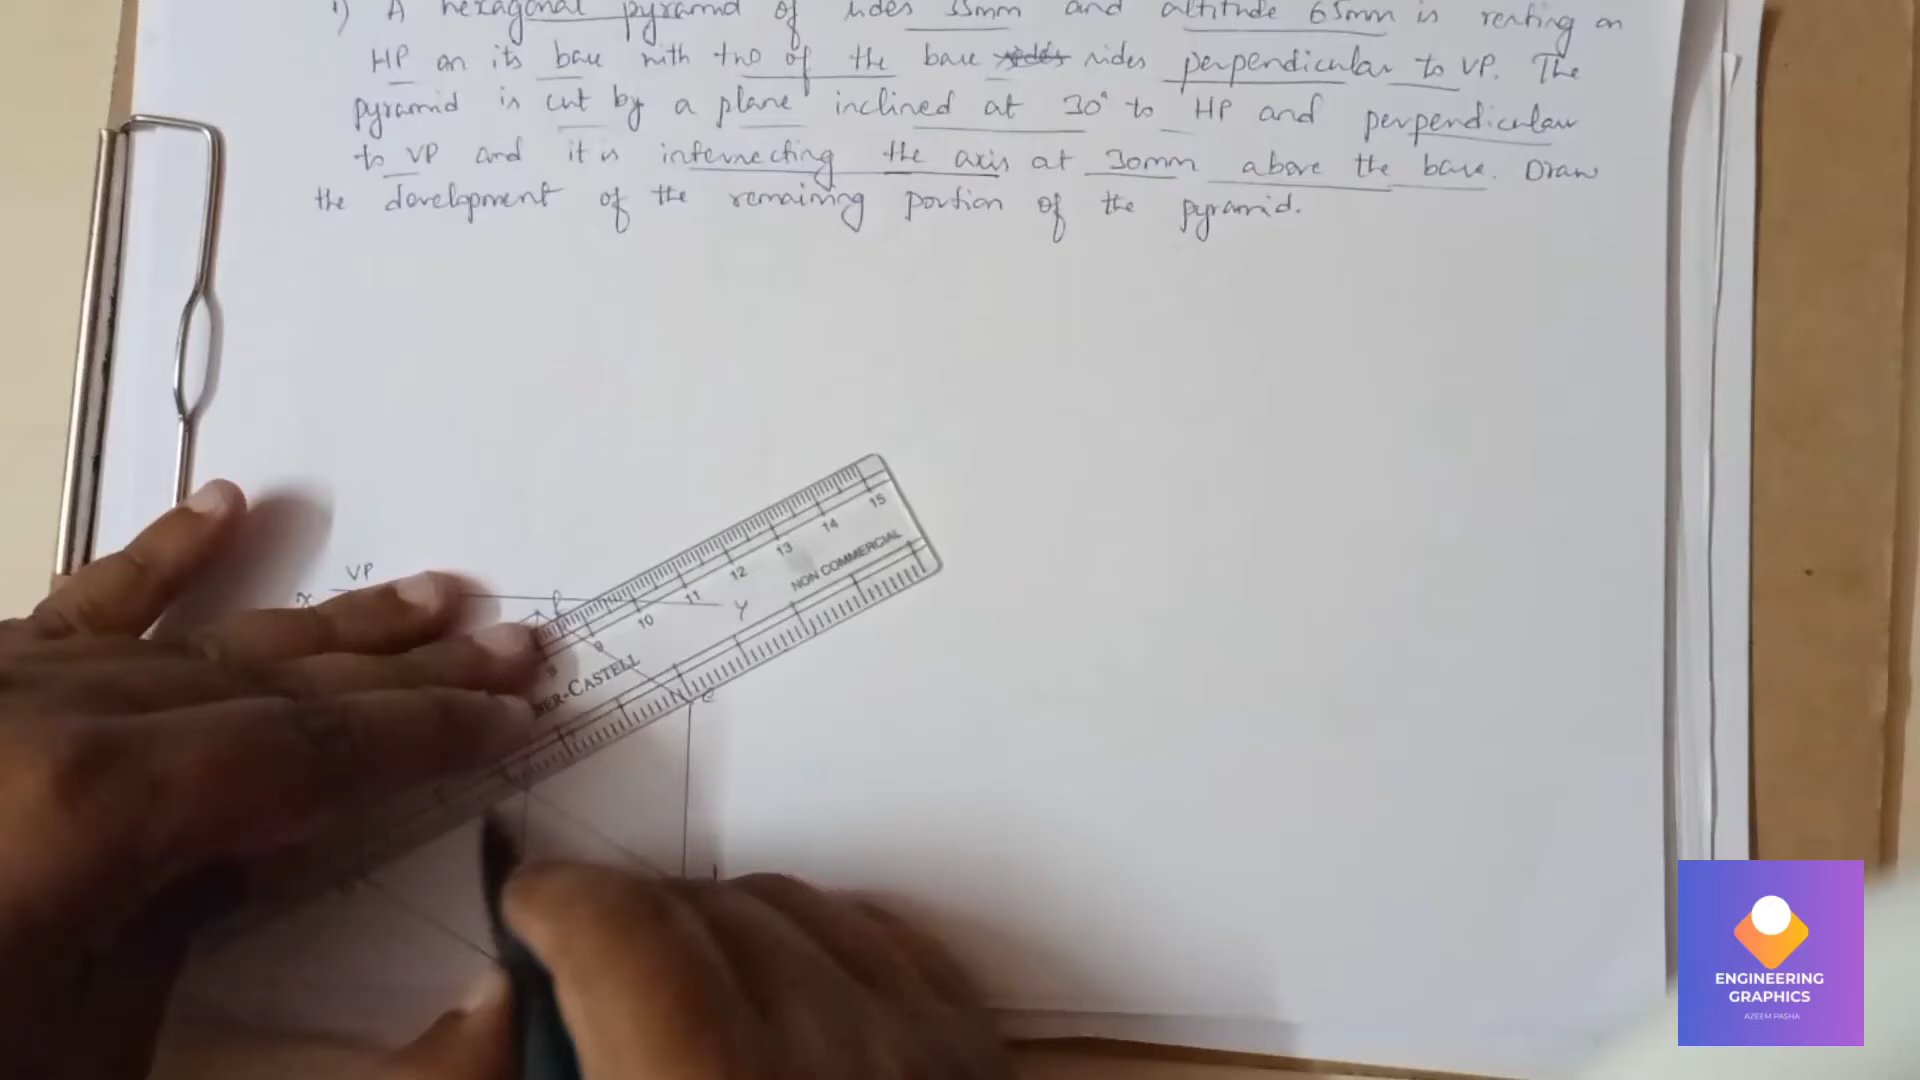 1) A hexagonal pyramid of sides 35mm and altitude 65mm is resting on
HP on its base with two of the base sides perpendicular to VP. The
pyramid is cut by a plane inclined at 30° to HP and perpendicular
to VP and it is intersecting the axis at 30mm above the base. Draw
the development of the remaining portion of the pyramid.
VP
x
y
e
8 9 10 11 12 13 14 15
NON COMMERCIAL
ER-CASTELL
ENGINEERING
GRAPHICS
AZEEM PASHA